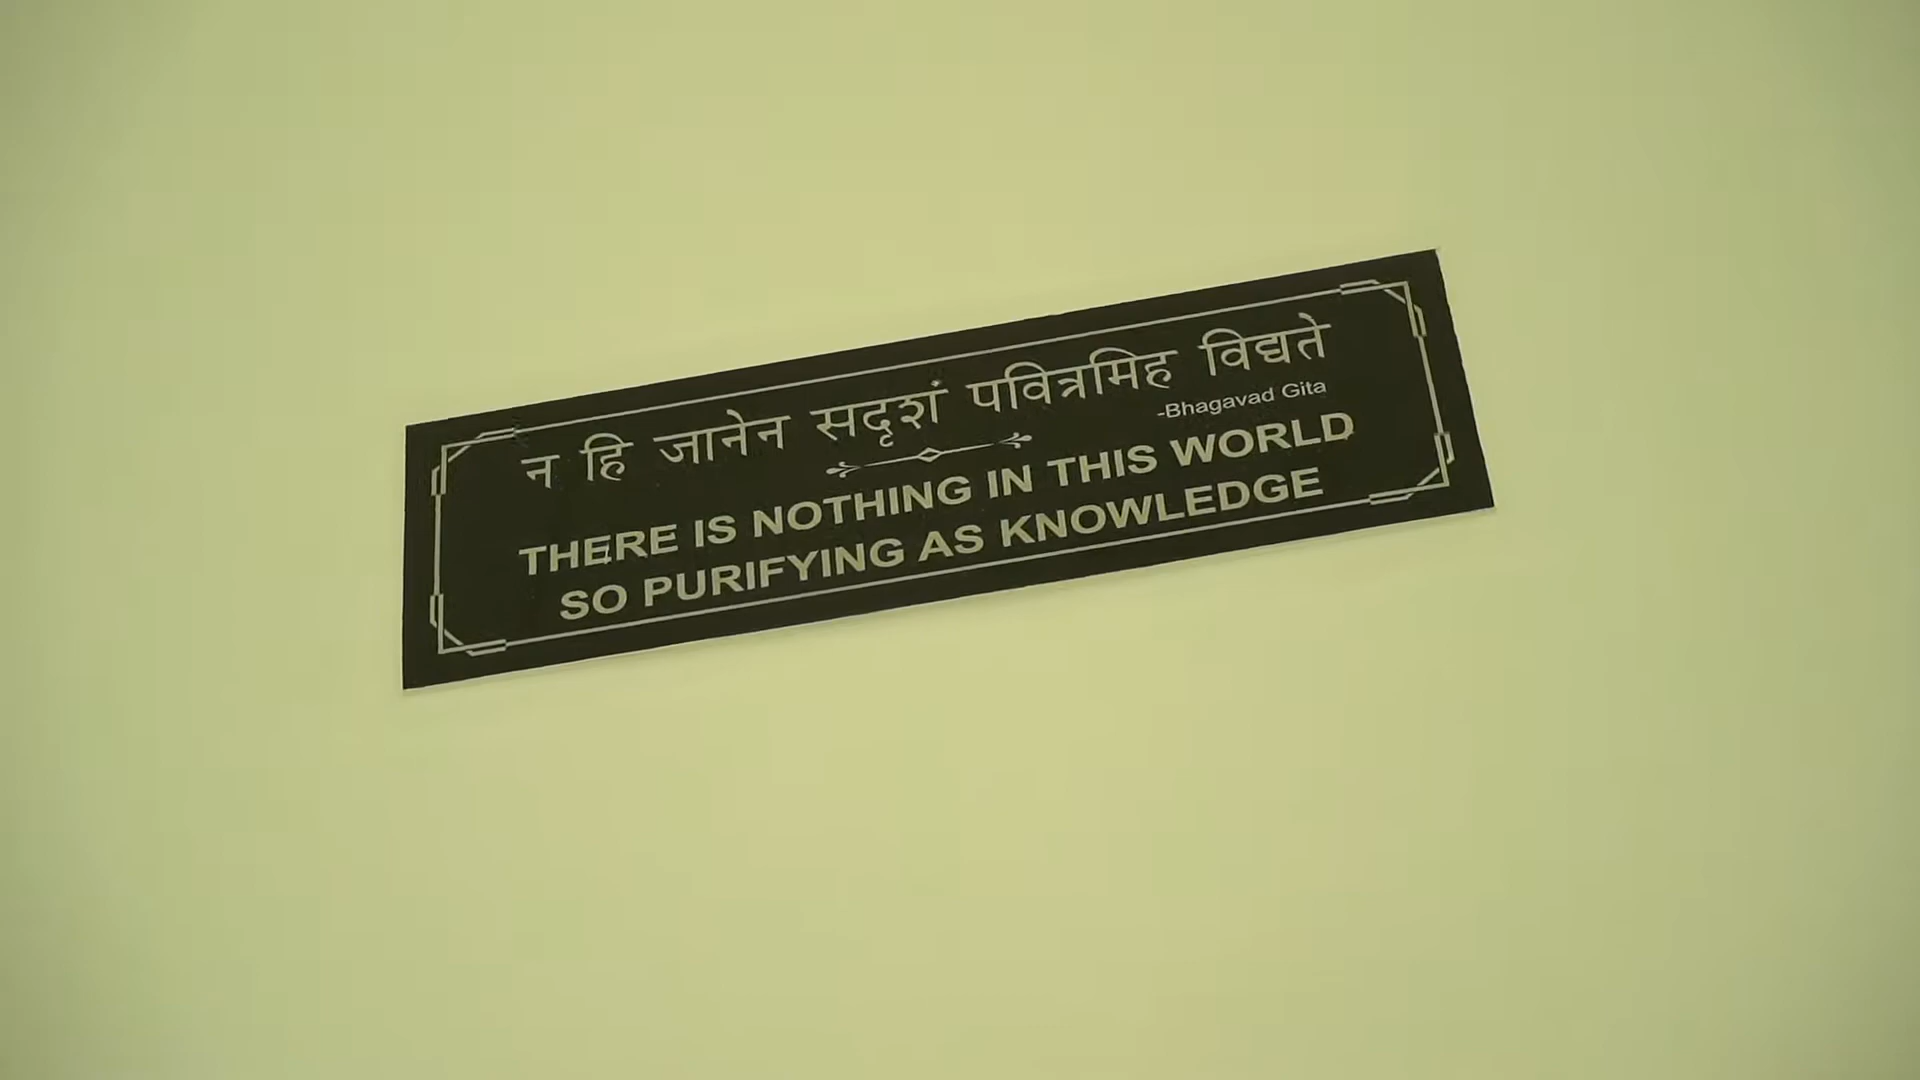 न हि जानेन सदृशं पवित्रमिह विद्यते
-Bhagavad Gita
THERE IS NOTHING IN THIS WORLD
SO PURIFYING AS KNOWLEDGE